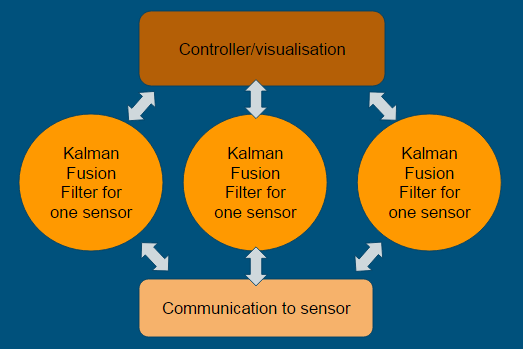 Controller/visualisation
Kalman
Fusion
Filter for
one sensor
Kalman
Fusion
Filter for
one sensor
Kalman
Fusion
Filter for
one sensor
Communication to sensor